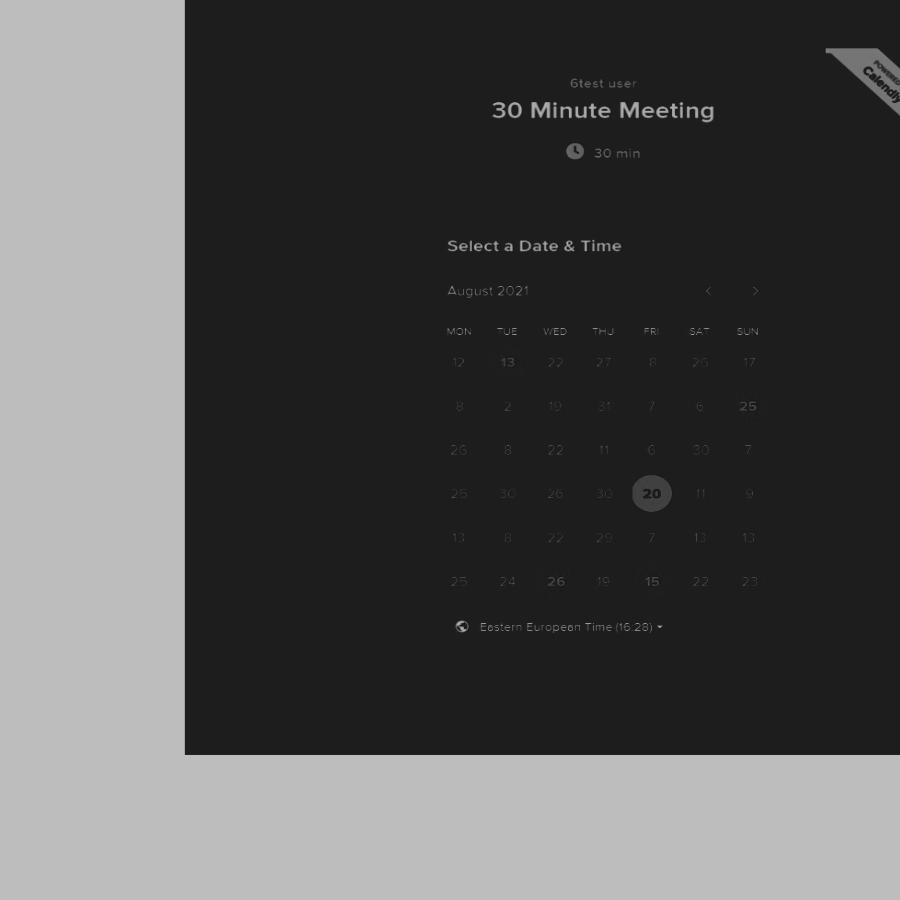 POWERED
Calendly
6test user
30 Minute Meeting
30 min
Select a Date & Time
August 2021
MON TUE WED THU FRI SAT SUN
12 13 22 27 8 26 17
8 2 19 31 7 6 25
26 8 22 11 6 30 7
25 30 26 30 20 11 9
13 8 22 29 7 13 13
25 24 26 19 15 22 23
Eastern European Time (16:28)